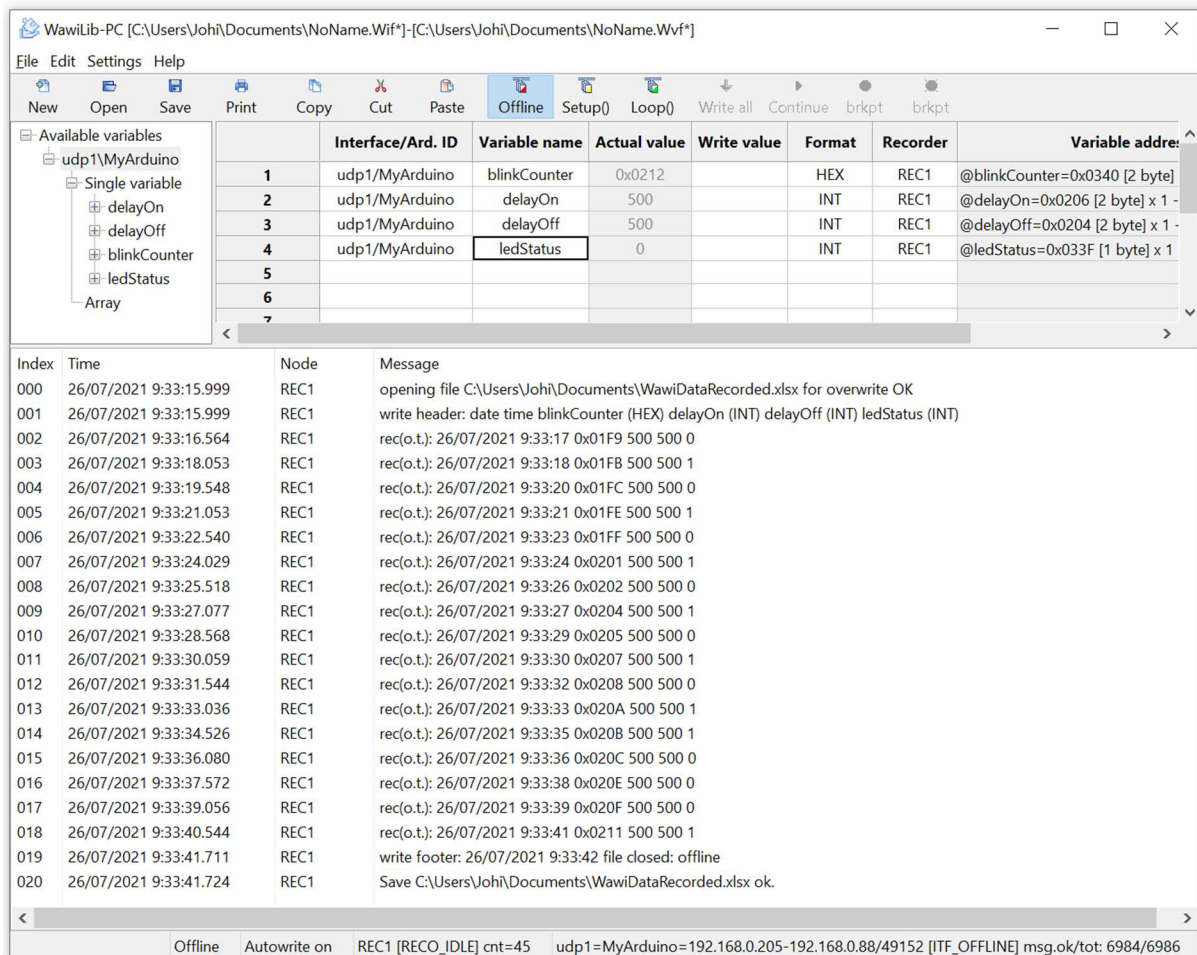 WawiLib-PC [C:\Users\Johi\Documents\NoName.Wif*]-[C:\Users\Johi\Documents\NoName.Wvf*]
File Edit Settings Help
New Open Save Print Copy Cut Paste Offline Setup() Loop() Write all Continue brkpt brkpt
Available variables
udp1\MyArduino
Single variable
delayOn
delayOff
blinkCounter
ledStatus
Array
Interface/Ard. ID Variable name Actual value Write value Format Recorder Variable addres
1 udp1/MyArduino blinkCounter 0x0212 HEX REC1 @blinkCounter=0x0340 [2 byte]
2 udp1/MyArduino delayOn 500 INT REC1 @delayOn=0x0206 [2 byte] x 1 -
3 udp1/MyArduino delayOff 500 INT REC1 @delayOff=0x0204 [2 byte] x 1 -
4 udp1/MyArduino ledStatus 0 INT REC1 @ledStatus=0x033F [1 byte] x 1
5
6
7
Index Time Node Message
000 26/07/2021 9:33:15.999 REC1 opening file C:\Users\Johi\Documents\WawiDataRecorded.xlsx for overwrite OK
001 26/07/2021 9:33:15.999 REC1 write header: date time blinkCounter (HEX) delayOn (INT) delayOff (INT) ledStatus (INT)
002 26/07/2021 9:33:16.564 REC1 rec(o.t.): 26/07/2021 9:33:17 0x01F9 500 500 0
003 26/07/2021 9:33:18.053 REC1 rec(o.t.): 26/07/2021 9:33:18 0x01FB 500 500 1
004 26/07/2021 9:33:19.548 REC1 rec(o.t.): 26/07/2021 9:33:20 0x01FC 500 500 0
005 26/07/2021 9:33:21.053 REC1 rec(o.t.): 26/07/2021 9:33:21 0x01FE 500 500 1
006 26/07/2021 9:33:22.540 REC1 rec(o.t.): 26/07/2021 9:33:23 0x01FF 500 500 0
007 26/07/2021 9:33:24.029 REC1 rec(o.t.): 26/07/2021 9:33:24 0x0201 500 500 1
008 26/07/2021 9:33:25.518 REC1 rec(o.t.): 26/07/2021 9:33:26 0x0202 500 500 0
009 26/07/2021 9:33:27.077 REC1 rec(o.t.): 26/07/2021 9:33:27 0x0204 500 500 1
010 26/07/2021 9:33:28.568 REC1 rec(o.t.): 26/07/2021 9:33:29 0x0205 500 500 0
011 26/07/2021 9:33:30.059 REC1 rec(o.t.): 26/07/2021 9:33:30 0x0207 500 500 1
012 26/07/2021 9:33:31.544 REC1 rec(o.t.): 26/07/2021 9:33:32 0x0208 500 500 0
013 26/07/2021 9:33:33.036 REC1 rec(o.t.): 26/07/2021 9:33:33 0x020A 500 500 1
014 26/07/2021 9:33:34.526 REC1 rec(o.t.): 26/07/2021 9:33:35 0x020B 500 500 1
015 26/07/2021 9:33:36.080 REC1 rec(o.t.): 26/07/2021 9:33:36 0x020C 500 500 0
016 26/07/2021 9:33:37.572 REC1 rec(o.t.): 26/07/2021 9:33:38 0x020E 500 500 0
017 26/07/2021 9:33:39.056 REC1 rec(o.t.): 26/07/2021 9:33:39 0x020F 500 500 0
018 26/07/2021 9:33:40.544 REC1 rec(o.t.): 26/07/2021 9:33:41 0x0211 500 500 1
019 26/07/2021 9:33:41.711 REC1 write footer: 26/07/2021 9:33:42 file closed: offline
020 26/07/2021 9:33:41.724 REC1 Save C:\Users\Johi\Documents\WawiDataRecorded.xlsx ok.
Offline Autowrite on REC1 [RECO_IDLE] cnt=45 udp1=MyArduino=192.168.0.205-192.168.0.88/49152 [ITF_OFFLINE] msg.ok/tot: 6984/6986